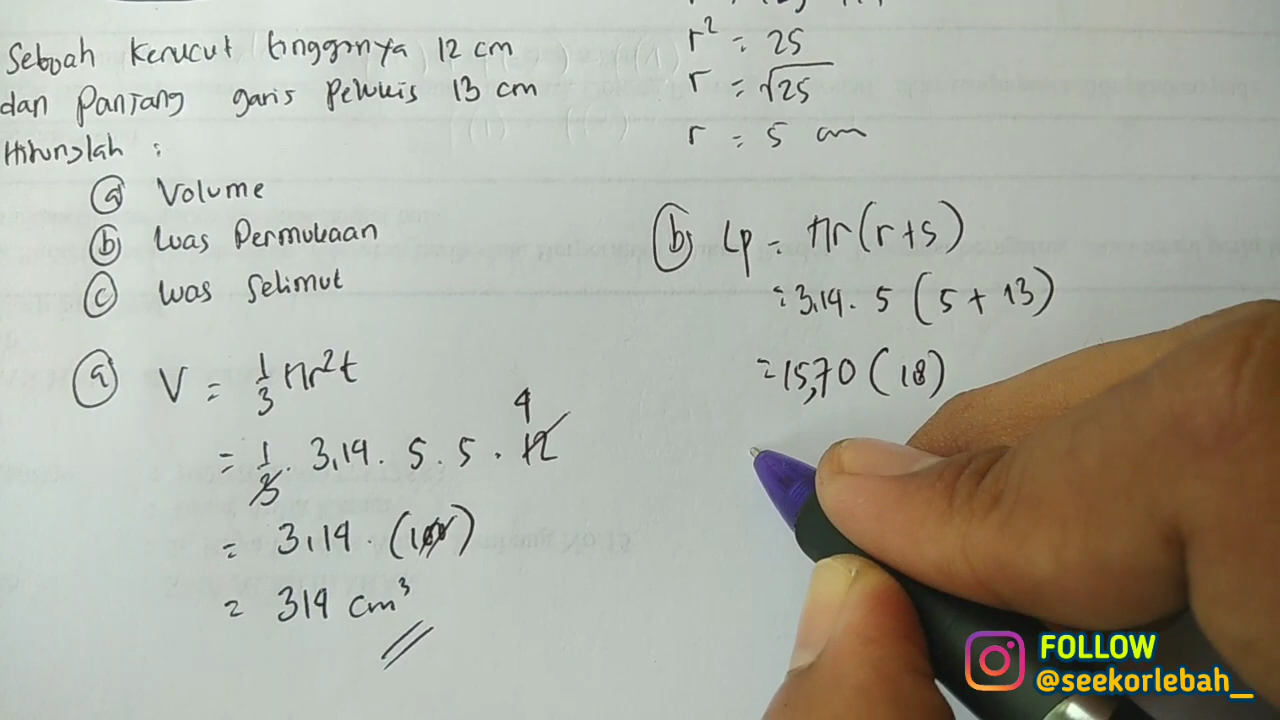 Sebuah kerucut tingginya 12 cm
dan Panjang garis Pelukis 13 cm
Hitunglah :
a Volume
b Luas Permukaan
c Luas Selimut
a V = 1/3 πr²t
= 1/3 . 3,14 . 5 . 5 . 12 4
= 3,14 . (100)
= 314 cm³
r² = 25
r = √25
r = 5 cm
b Lp = πr (r+s)
= 3,14 . 5 (5 + 13)
= 15,70 (18)
FOLLOW
@seekorlebah_